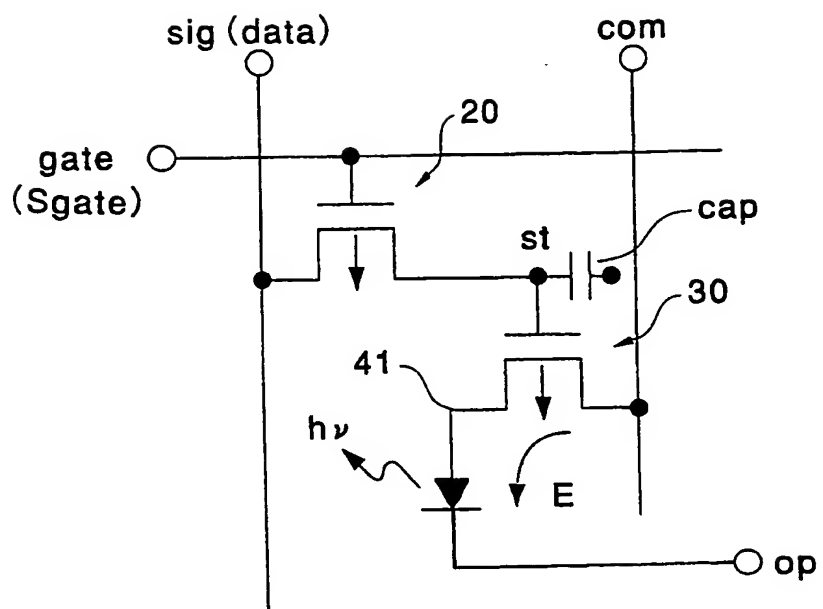 sig (data)
com
20
gate
(Sgate)
cap
st
30
41
hν
E
op